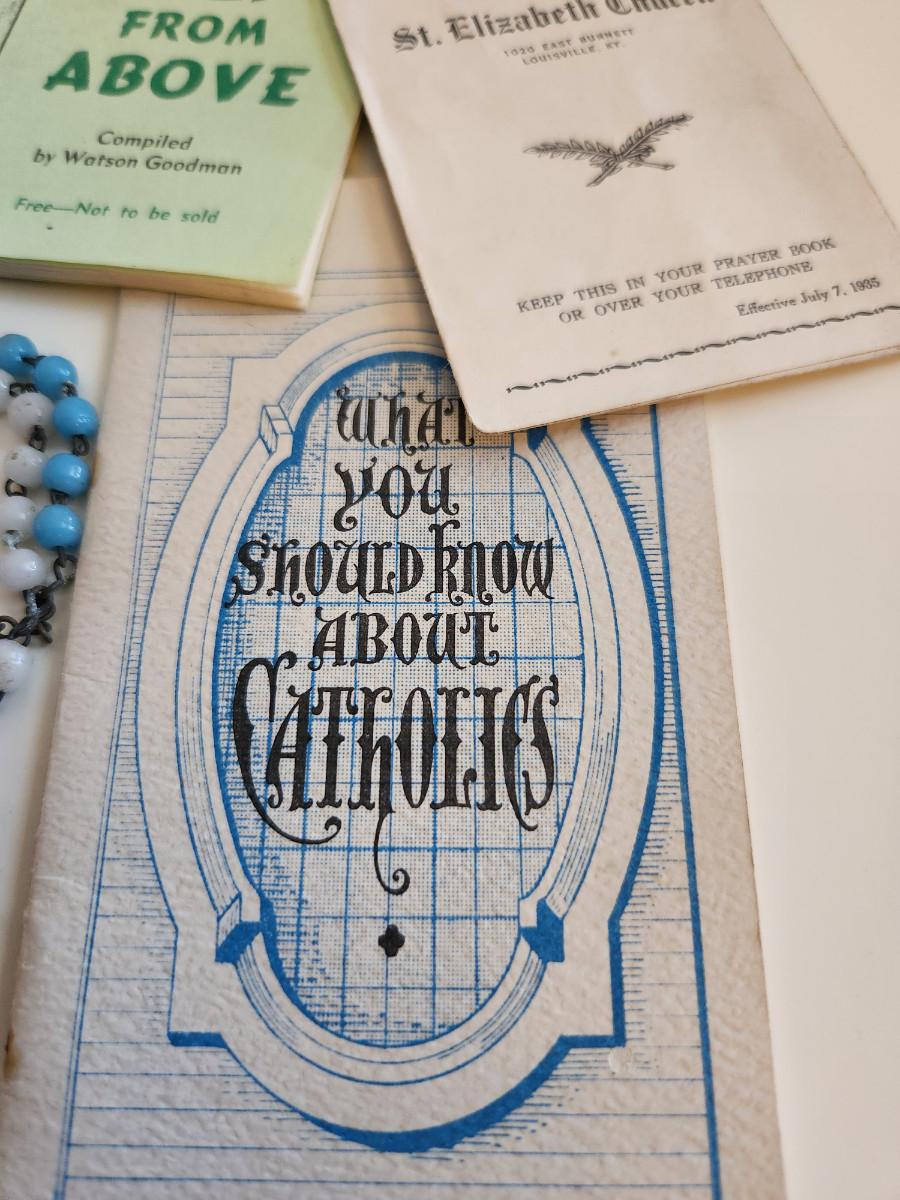 FROM
ABOVE
Compiled
by Watson Goodman
Free—Not to be sold
St. Elizabeth Church
1020 EAST BURNETT
LOUISVILLE, KY.
KEEP THIS IN YOUR PRAYER BOOK
OR OVER YOUR TELEPHONE
Effective July 7, 1935
WhAT
YOU
ShOULD KNOW
ABOUT
CAThOLICS